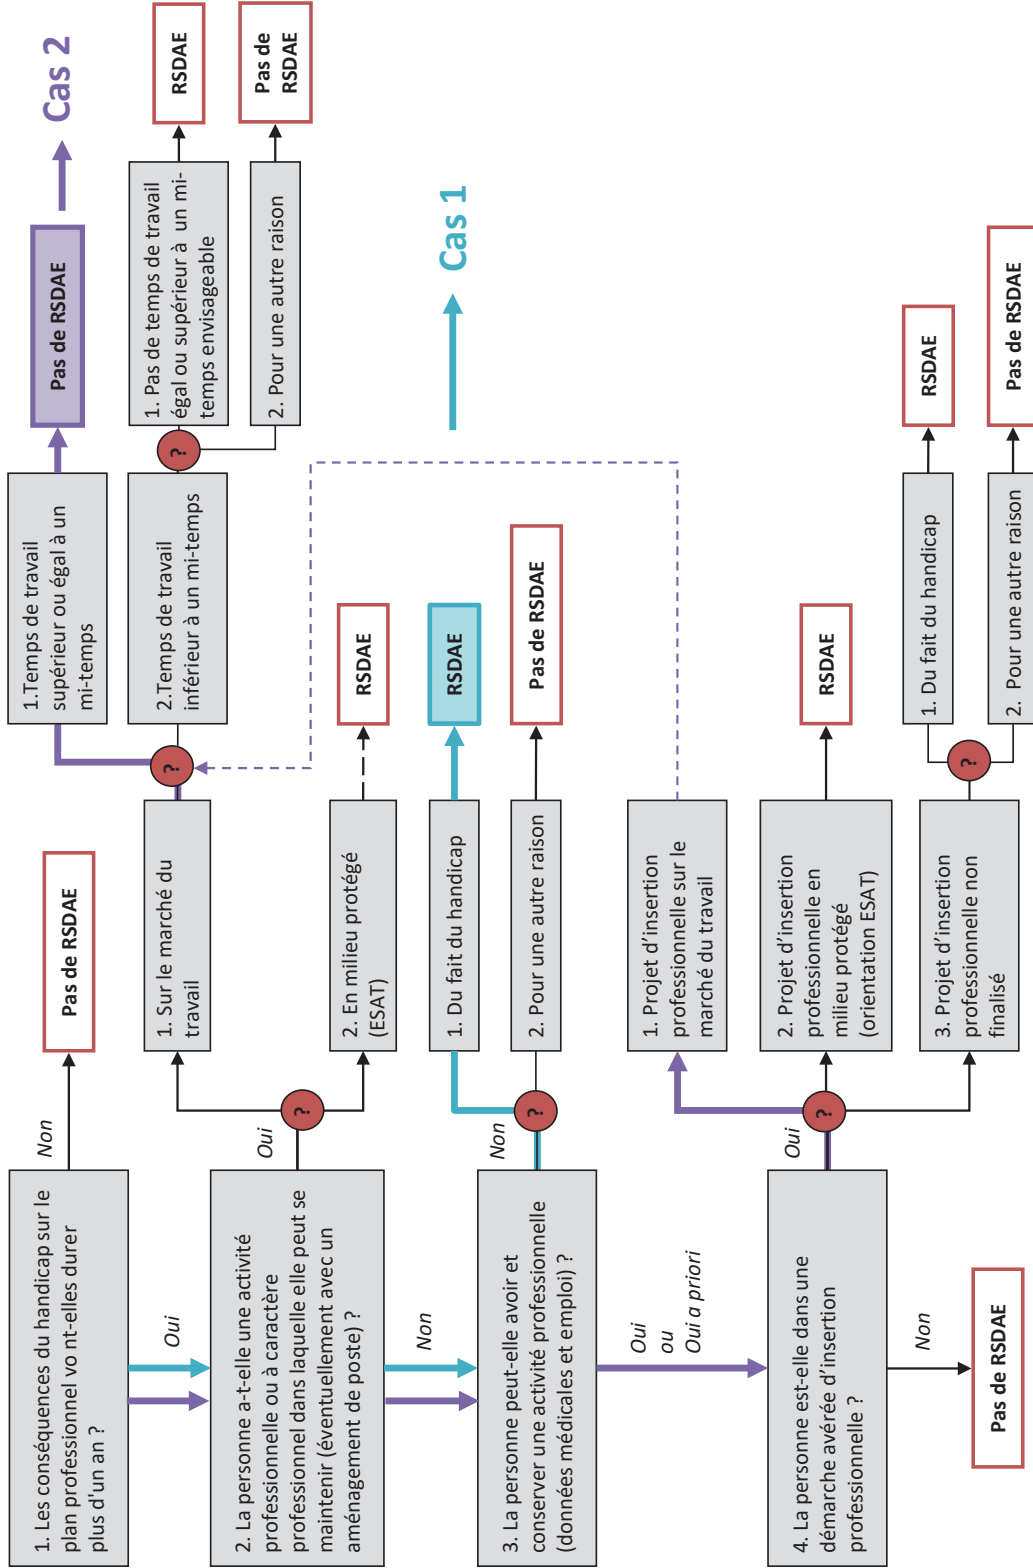 1. Les conséquences du handicap sur le
plan professionnel vo nt-elles durer
plus d'un an ?
Non
Pas de RSDAE
Oui
2. La personne a-t-elle une activité
professionnelle ou à caractère
professionnel dans laquelle elle peut se
maintenir (éventuellement avec un
aménagement de poste) ?
Oui
?
1. Sur le marché du
travail
?
1.Temps de travail
supérieur ou égal à un
mi-temps
Pas de RSDAE
Cas 2
2.Temps de travail
inférieur à un mi-temps
?
1. Pas de temps de travail
égal ou supérieur à un mi-
temps envisageable
RSDAE
2. Pour une autre raison
Pas de
RSDAE
2. En milieu protégé
(ESAT)
RSDAE
Non
3. La personne peut-elle avoir et
conserver une activité professionnelle
(données médicales et emploi) ?
Non
?
1. Du fait du handicap
RSDAE
Cas 1
2. Pour une autre raison
Pas de RSDAE
Oui
ou
Oui a priori
4. La personne est-elle dans une
démarche avérée d'insertion
professionnelle ?
Oui
?
1. Projet d'insertion
professionnelle sur le
marché du travail
2. Projet d'insertion
professionnelle en
milieu protégé
(orientation ESAT)
RSDAE
3. Projet d'insertion
professionnelle non
finalisé
?
1. Du fait du handicap
RSDAE
2. Pour une autre raison
Pas de RSDAE
Non
Pas de RSDAE